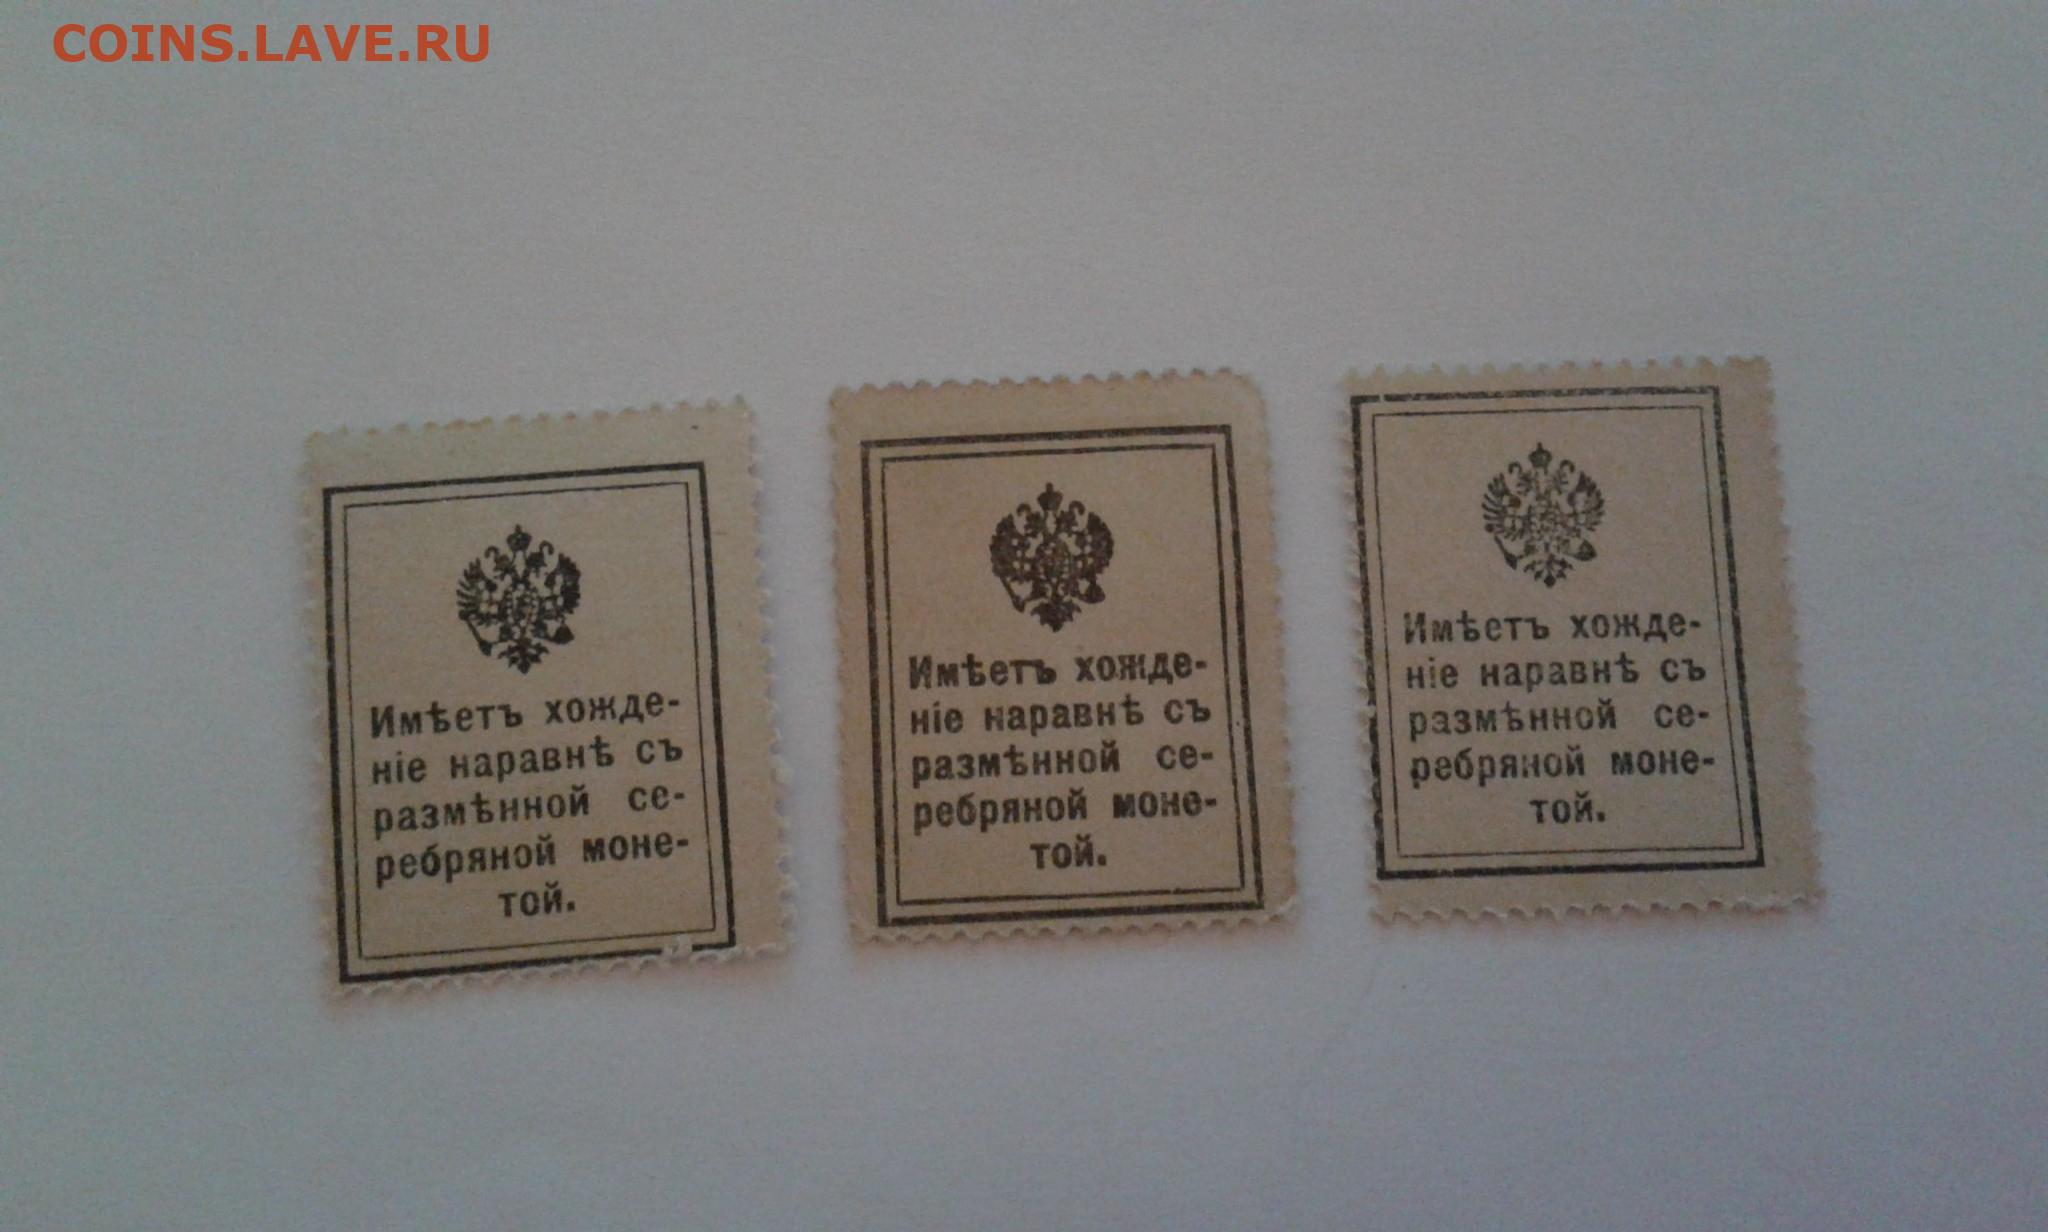 COINS.LAVE.RU
Имѣетъ хожде-
ніе наравнѣ съ
размѣнной се-
ребряной моне-
той.
Имѣетъ хожде-
ніе наравнѣ съ
размѣнной се-
ребряной моне-
той.
Имѣетъ хожде-
ніе наравнѣ съ
размѣнной се-
ребряной моне-
той.